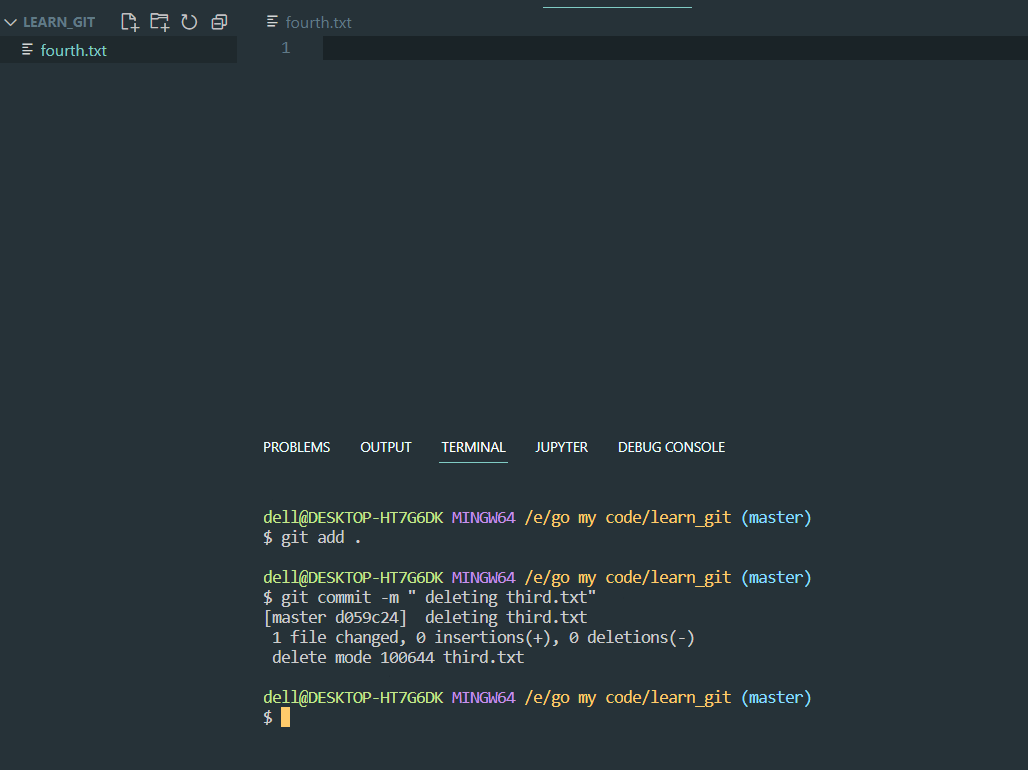 LEARN_GIT
fourth.txt
fourth.txt
1
PROBLEMS OUTPUT TERMINAL JUPYTER DEBUG CONSOLE
dell@DESKTOP-HT7G6DK MINGW64 /e/go my code/learn_git (master)
$ git add .
dell@DESKTOP-HT7G6DK MINGW64 /e/go my code/learn_git (master)
$ git commit -m " deleting third.txt"
[master d059c24]  deleting third.txt
 1 file changed, 0 insertions(+), 0 deletions(-)
 delete mode 100644 third.txt
dell@DESKTOP-HT7G6DK MINGW64 /e/go my code/learn_git (master)
$